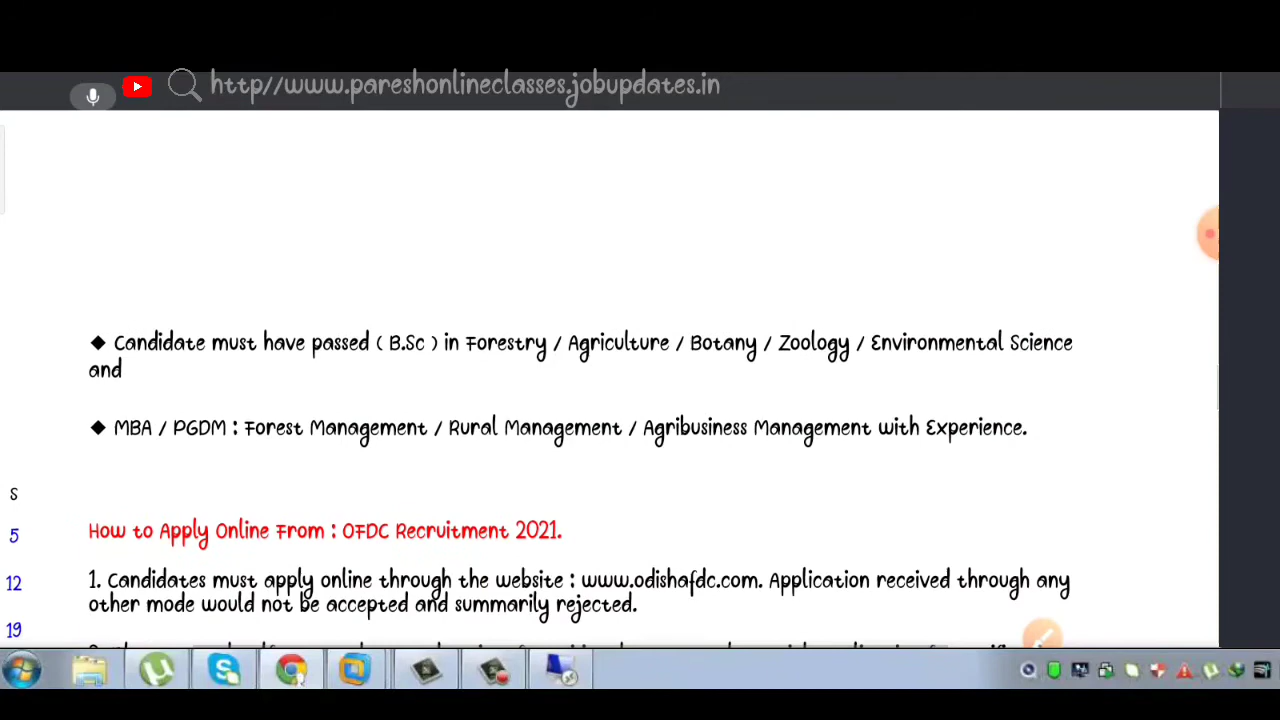 http//www.pareshonlineclasses.jobupdates.in
◆ Candidate must have passed ( B.Sc ) in Forestry / Agriculture / Botany / Zoology / Environmental Science
and
◆ MBA / PGDM : Forest Management / Rural Management / Agribusiness Management with Experience.
S
5
How to Apply Online From : OFDC Recruitment 2021.
12
1. Candidates must apply online through the website : www.odishafdc.com. Application received through any
other mode would not be accepted and summarily rejected.
19